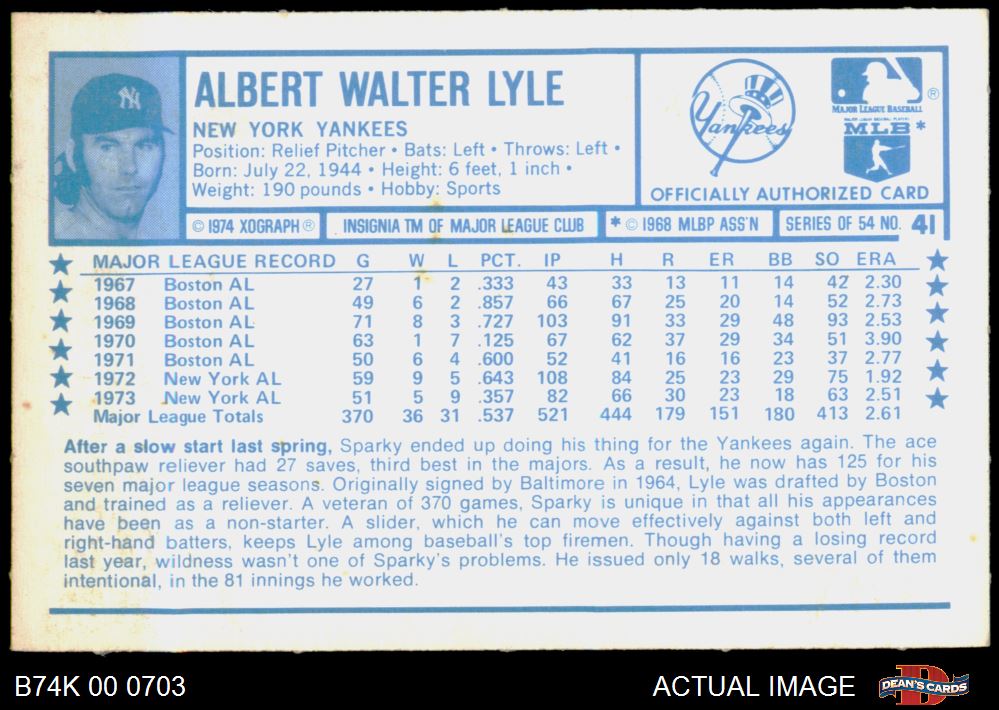 NY
ALBERT WALTER LYLE
NEW YORK YANKEES
Position: Relief Pitcher • Bats: Left • Throws: Left •
Born: July 22, 1944 • Height: 6 feet, 1 inch •
Weight: 190 pounds • Hobby: Sports
Yankees
MAJOR LEAGUE BASEBALL ®
MAJOR LEAGUE BASEBALL PLAYERS
MLB *
OFFICIALLY AUTHORIZED CARD
© 1974 XOGRAPH ® INSIGNIA TM OF MAJOR LEAGUE CLUB * © 1968 MLBP ASS'N SERIES OF 54 NO. 41
MAJOR LEAGUE RECORD G W L PCT. IP H R ER BB SO ERA
1967 Boston AL 27 1 2 .333 43 33 13 11 14 42 2.30
1968 Boston AL 49 6 2 .857 66 67 25 20 14 52 2.73
1969 Boston AL 71 8 3 .727 103 91 33 29 48 93 2.53
1970 Boston AL 63 1 7 .125 67 62 37 29 34 51 3.90
1971 Boston AL 50 6 4 .600 52 41 16 16 23 37 2.77
1972 New York AL 59 9 5 .643 108 84 25 23 29 75 1.92
1973 New York AL 51 5 9 .357 82 66 30 23 18 63 2.51
Major League Totals 370 36 31 .537 521 444 179 151 180 413 2.61
After a slow start last spring, Sparky ended up doing his thing for the Yankees again. The ace
southpaw reliever had 27 saves, third best in the majors. As a result, he now has 125 for his
seven major league seasons. Originally signed by Baltimore in 1964, Lyle was drafted by Boston
and trained as a reliever. A veteran of 370 games, Sparky is unique in that all his appearances
have been as a non-starter. A slider, which he can move effectively against both left and
right-hand batters, keeps Lyle among baseball's top firemen. Though having a losing record
last year, wildness wasn't one of Sparky's problems. He issued only 18 walks, several of them
intentional, in the 81 innings he worked.
B74K 00 0703
ACTUAL IMAGE
D
DEAN'S CARDS